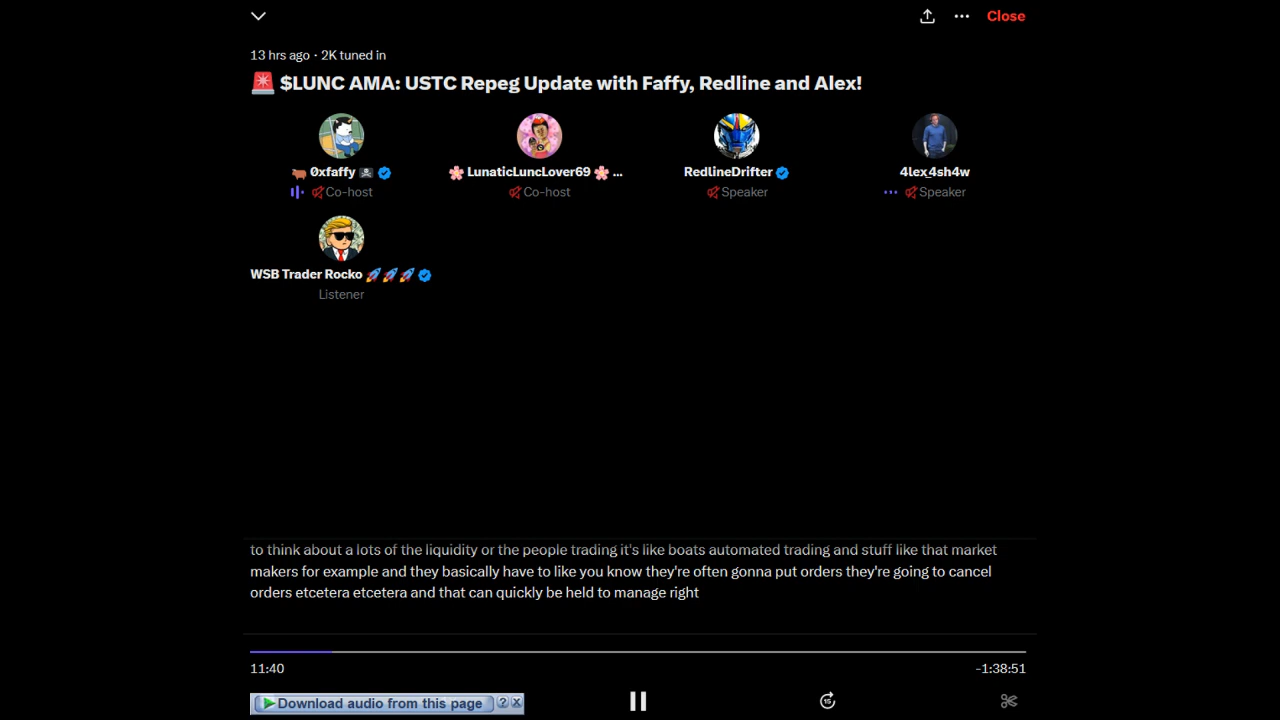 Close
13 hrs ago · 2K tuned in
🚨 $LUNC AMA: USTC Repeg Update with Faffy, Redline and Alex!
🐂 0xfaffy 🏴‍☠️
Co-host
🌸 LunaticLuncLover69 🌸 ...
Co-host
RedlineDrifter
Speaker
4lex_4sh4w
Speaker
WSB Trader Rocko 🚀🚀🚀
Listener
to think about a lots of the liquidity or the people trading it's like boats automated trading and stuff like that market
makers for example and they basically have to like you know they're often gonna put orders they're going to cancel
orders etcetera etcetera and that can quickly be held to manage right
11:40
-1:38:51
Download audio from this page ? X
15